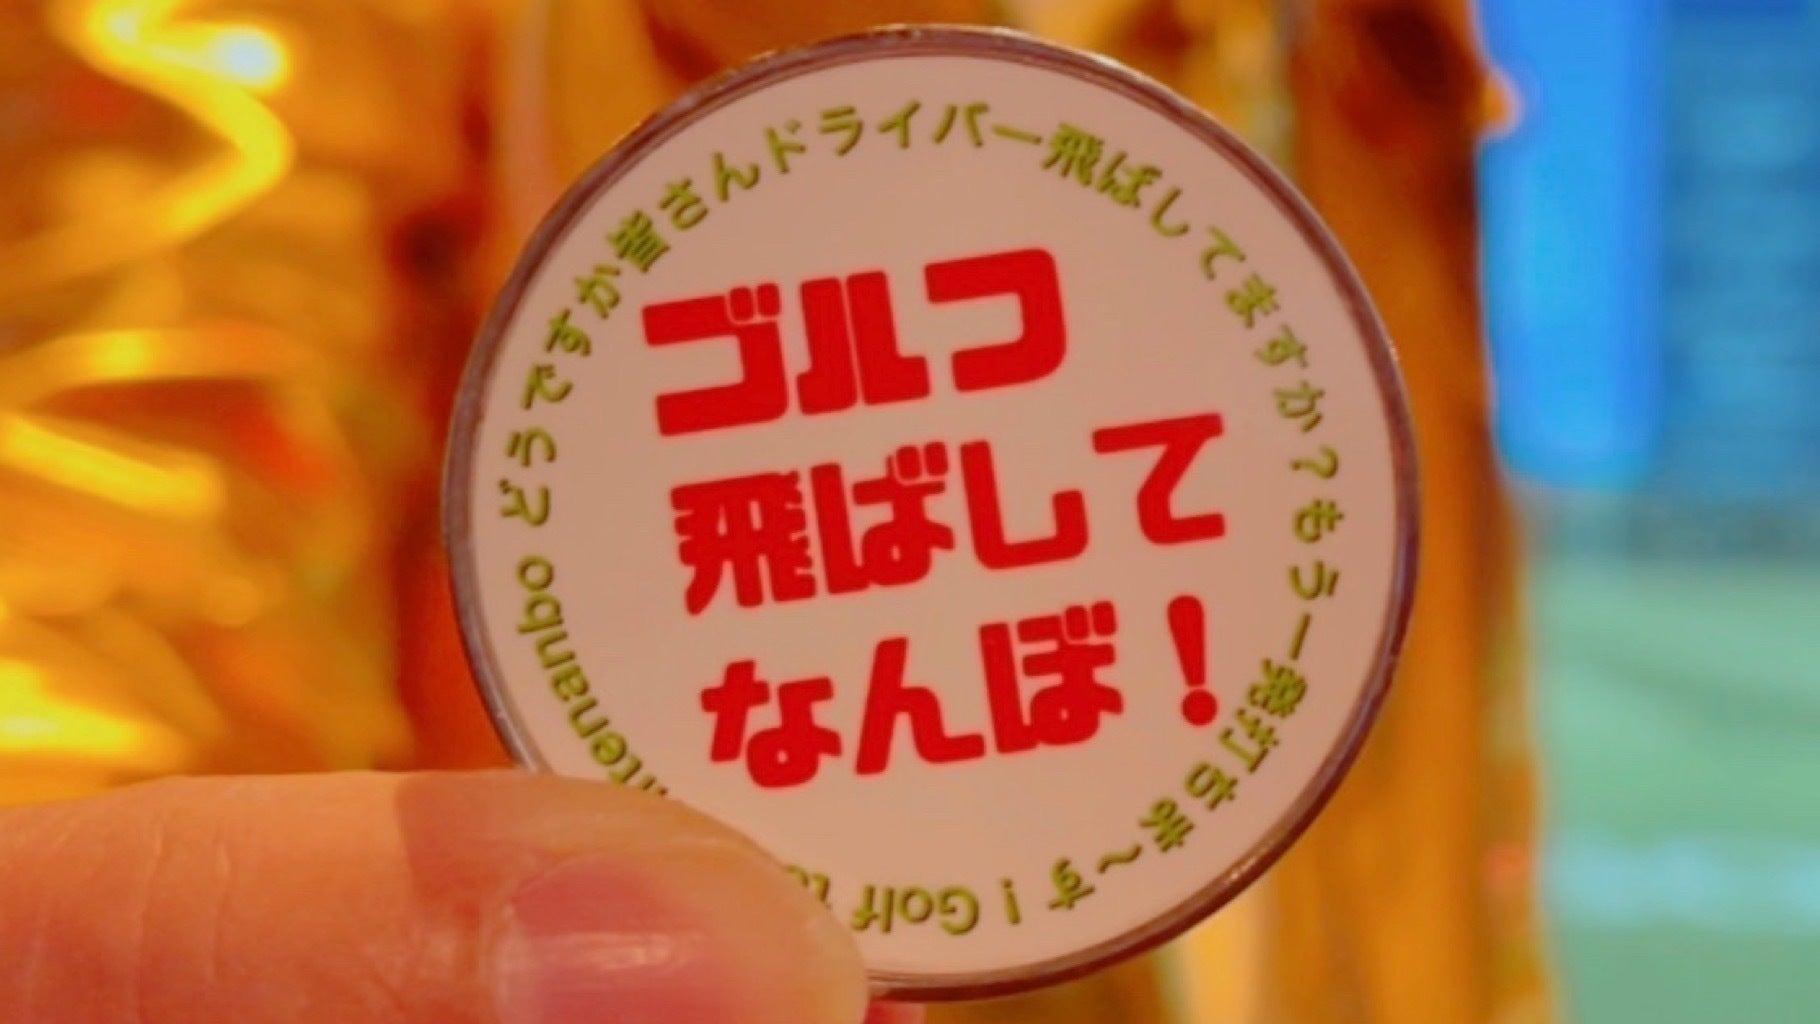 ゴルフ
飛ばして
なんぼ！
どうですか皆さんドライバー飛ばしてますか？もう一発打ちま～す！Golf